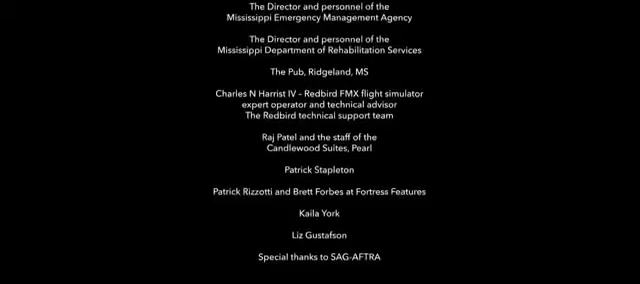 The Director and personnel of the
Mississippi Emergency Management Agency
The Director and personnel of the
Mississippi Department of Rehabilitation Services
The Pub, Ridgeland, MS
Charles N Harrist IV – Redbird FMX flight simulator
expert operator and technical advisor
The Redbird technical support team
Raj Patel and the staff of the
Candlewood Suites, Pearl
Patrick Stapleton
Patrick Rizzotti and Brett Forbes at Fortress Features
Kaila York
Liz Gustafson
Special thanks to SAG-AFTRA